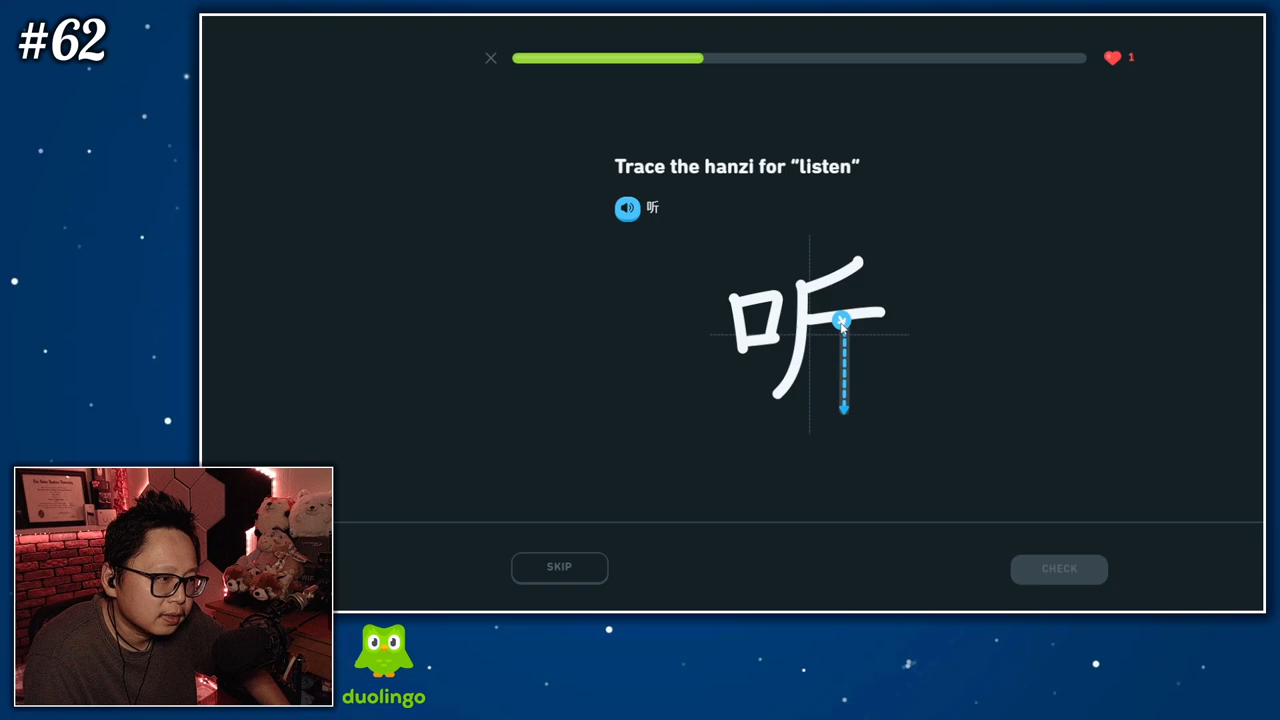 #62
1
Trace the hanzi for “listen”
听
听
SKIP
CHECK
duolingo